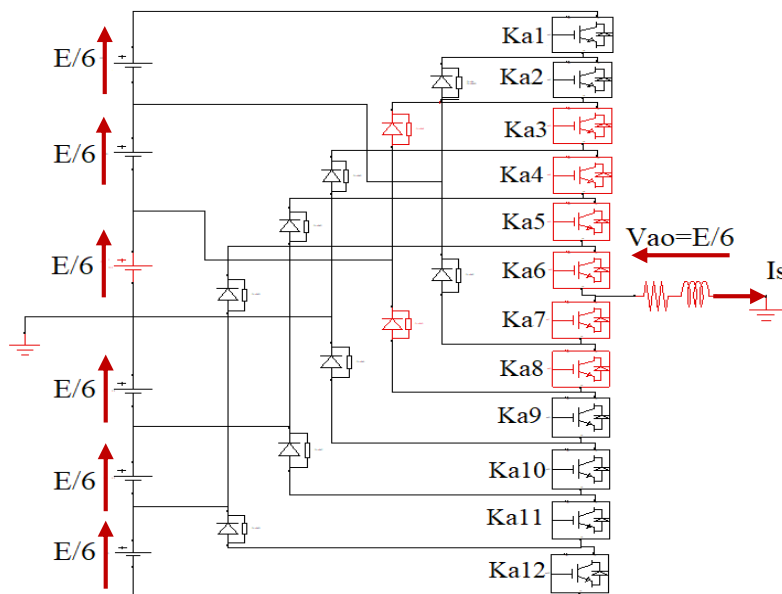 E/6
E/6
E/6
E/6
E/6
E/6
Ka1
Ka2
Ka3
Ka4
Ka5
Ka6
Ka7
Ka8
Ka9
Ka10
Ka11
Ka12
Vao=E/6
Is